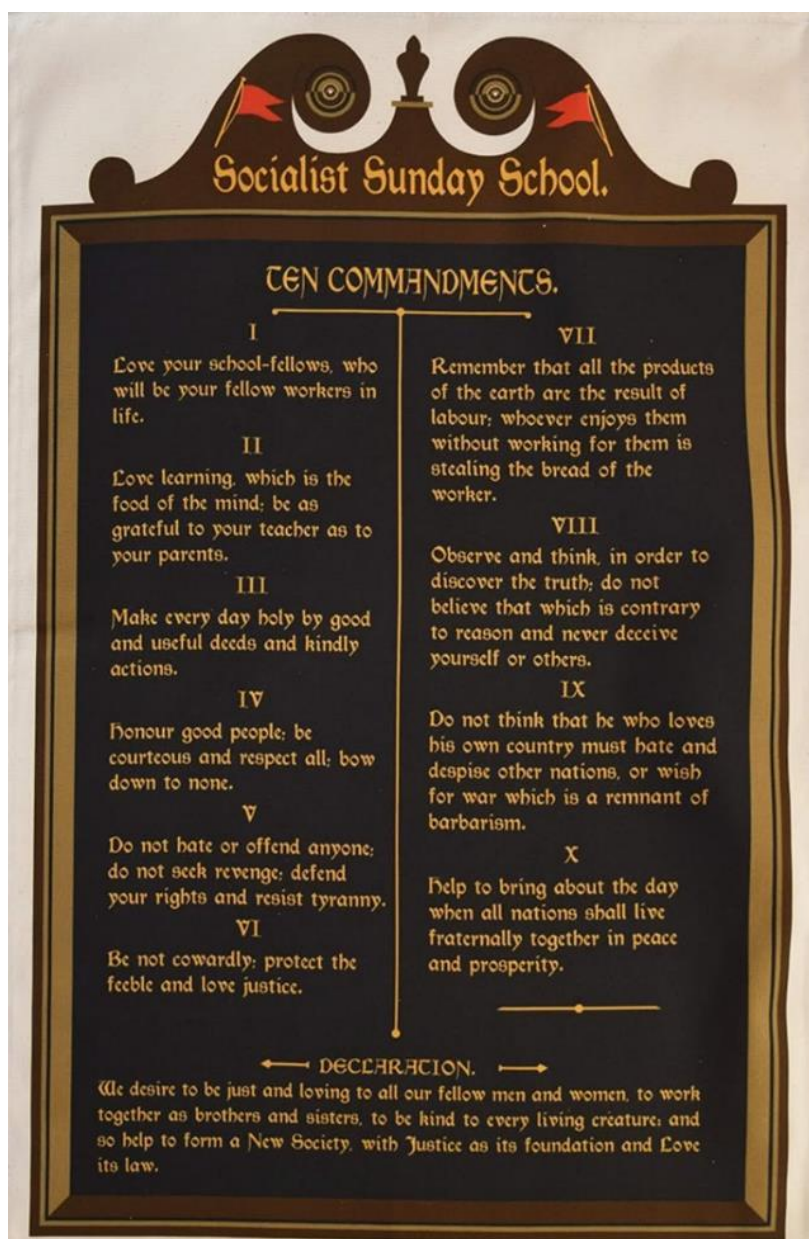 Socialist Sunday School.
TEN COMMANDMENTS.
I
Love your school-fellows, who
will be your fellow workers in
life.
II
Love learning, which is the
food of the mind; be as
grateful to your teacher as to
your parents.
III
Make every day holy by good
and useful deeds and kindly
actions.
IV
Honour good people; be
courteous and respect all; bow
down to none.
V
Do not hate or offend anyone;
do not seek revenge; defend
your rights and resist tyranny.
VI
Be not cowardly; protect the
feeble and love justice.
VII
Remember that all the products
of the earth are the result of
labour; whoever enjoys them
without working for them is
stealing the bread of the
worker.
VIII
Observe and think, in order to
discover the truth; do not
believe that which is contrary
to reason and never deceive
yourself or others.
IX
Do not think that he who loves
his own country must hate and
despise other nations, or wish
for war which is a remnant of
barbarism.
X
Help to bring about the day
when all nations shall live
fraternally together in peace
and prosperity.
DECLARATION.
We desire to be just and loving to all our fellow men and women, to work
together as brothers and sisters, to be kind to every living creature; and
so help to form a New Society, with Justice as its foundation and Love
its law.